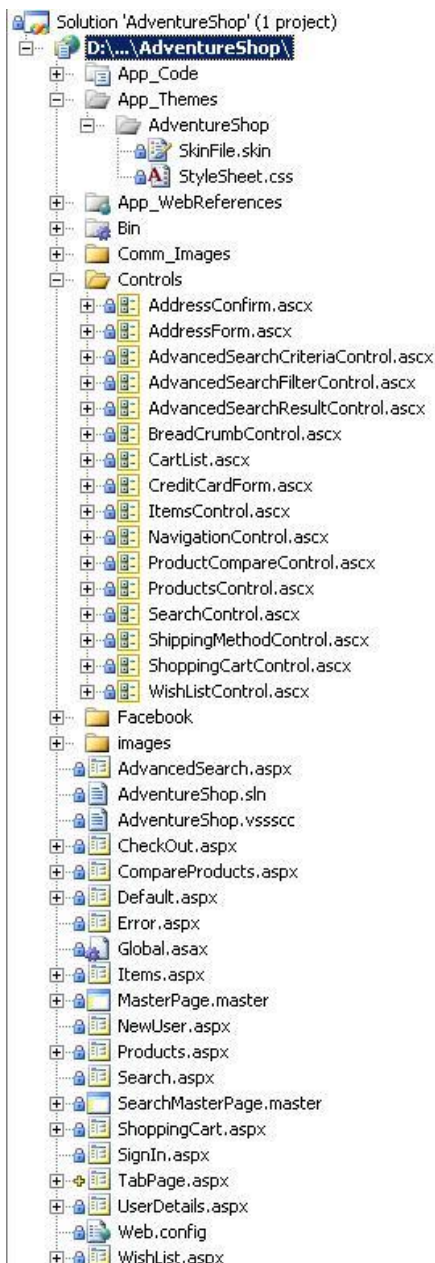 Solution 'AdventureShop' (1 project)
D:\...\AdventureShop\
App_Code
App_Themes
AdventureShop
SkinFile.skin
StyleSheet.css
App_WebReferences
Bin
Comm_Images
Controls
AddressConfirm.ascx
AddressForm.ascx
AdvancedSearchCriteriaControl.ascx
AdvancedSearchFilterControl.ascx
AdvancedSearchResultControl.ascx
BreadCrumbControl.ascx
CartList.ascx
CreditCardForm.ascx
ItemsControl.ascx
NavigationControl.ascx
ProductCompareControl.ascx
ProductsControl.ascx
SearchControl.ascx
ShippingMethodControl.ascx
ShoppingCartControl.ascx
WishListControl.ascx
Facebook
images
AdvancedSearch.aspx
AdventureShop.sln
AdventureShop.vssscc
CheckOut.aspx
CompareProducts.aspx
Default.aspx
Error.aspx
Global.asax
Items.aspx
MasterPage.master
NewUser.aspx
Products.aspx
Search.aspx
SearchMasterPage.master
ShoppingCart.aspx
SignIn.aspx
TabPage.aspx
UserDetails.aspx
Web.config
WishList.aspx